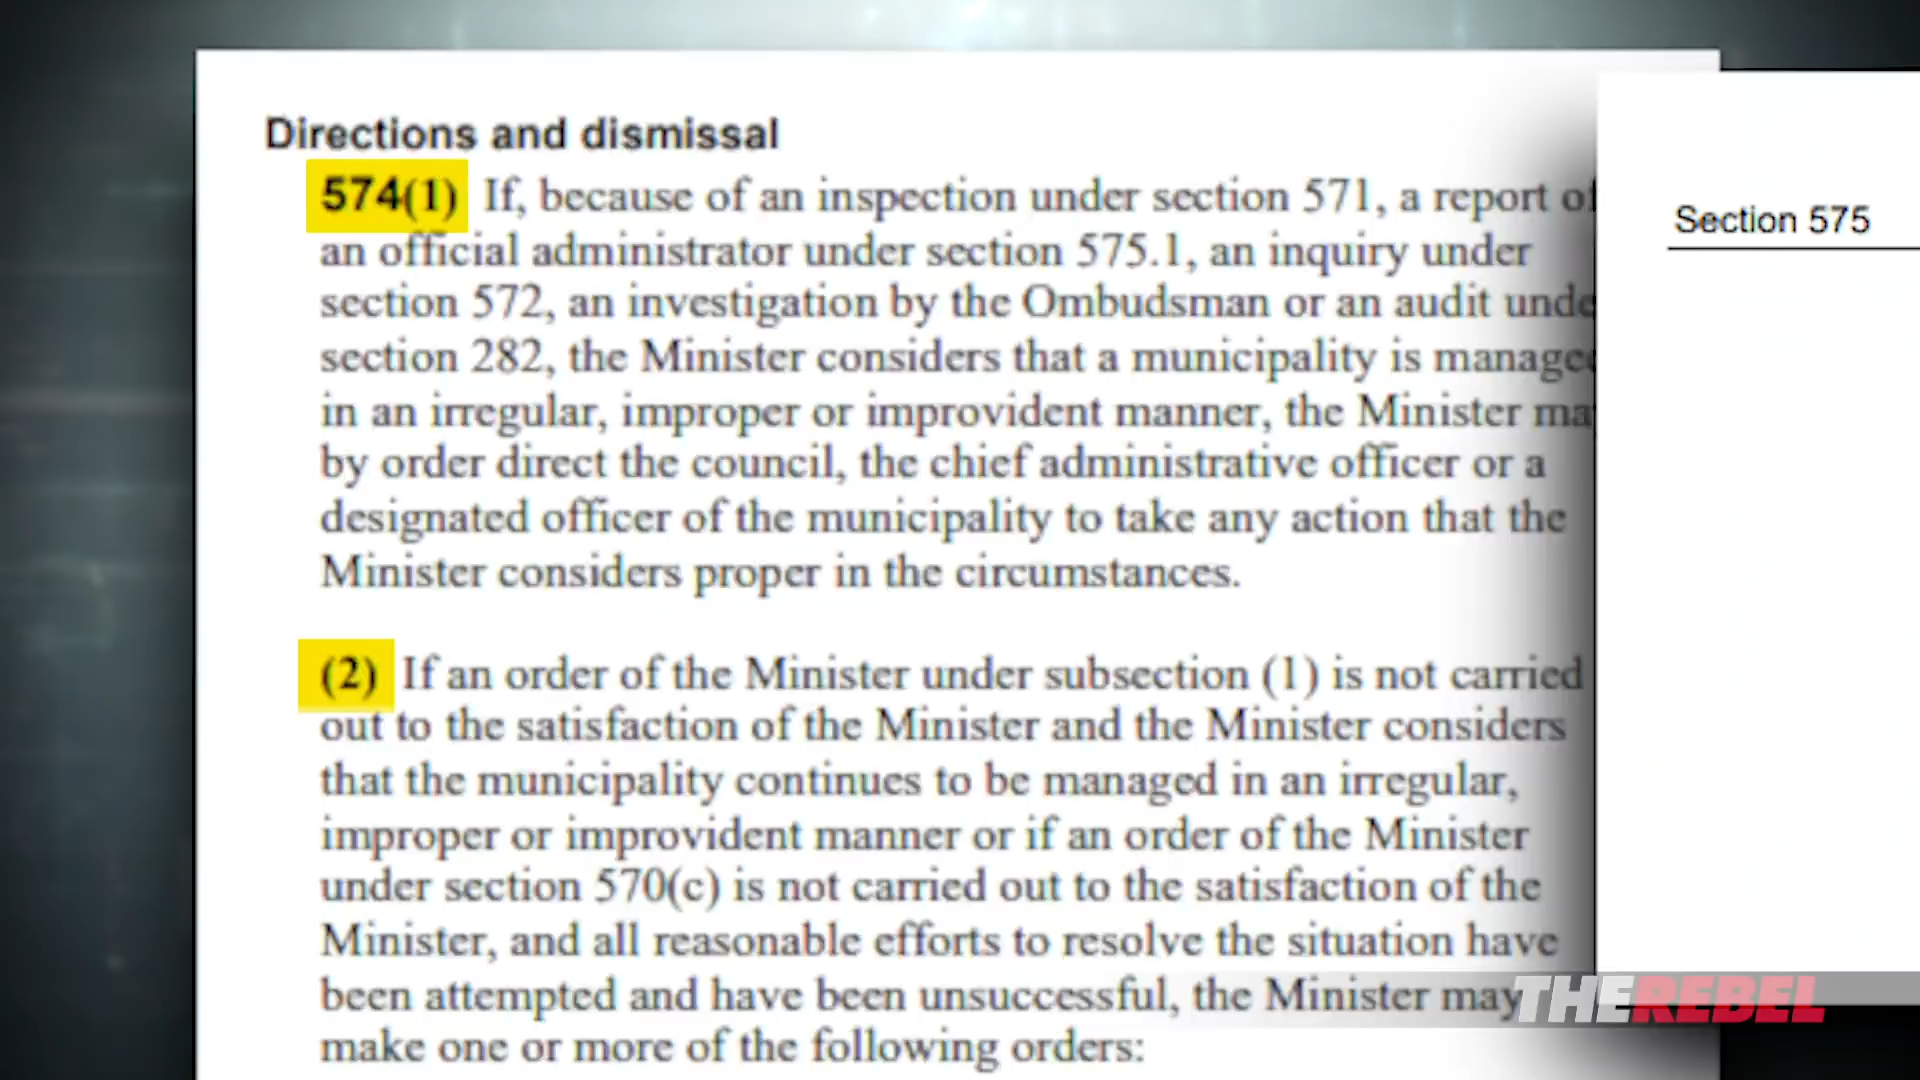 Directions and dismissal
574(1) If, because of an inspection under section 571, a report of
an official administrator under section 575.1, an inquiry under
section 572, an investigation by the Ombudsman or an audit unde
section 282, the Minister considers that a municipality is managed
in an irregular, improper or improvident manner, the Minister ma
by order direct the council, the chief administrative officer or a
designated officer of the municipality to take any action that the
Minister considers proper in the circumstances.
(2) If an order of the Minister under subsection (1) is not carried
out to the satisfaction of the Minister and the Minister considers
that the municipality continues to be managed in an irregular,
improper or improvident manner or if an order of the Minister
under section 570(c) is not carried out to the satisfaction of the
Minister, and all reasonable efforts to resolve the situation have
been attempted and have been unsuccessful, the Minister may
make one or more of the following orders:
Section 575
THE REBEL